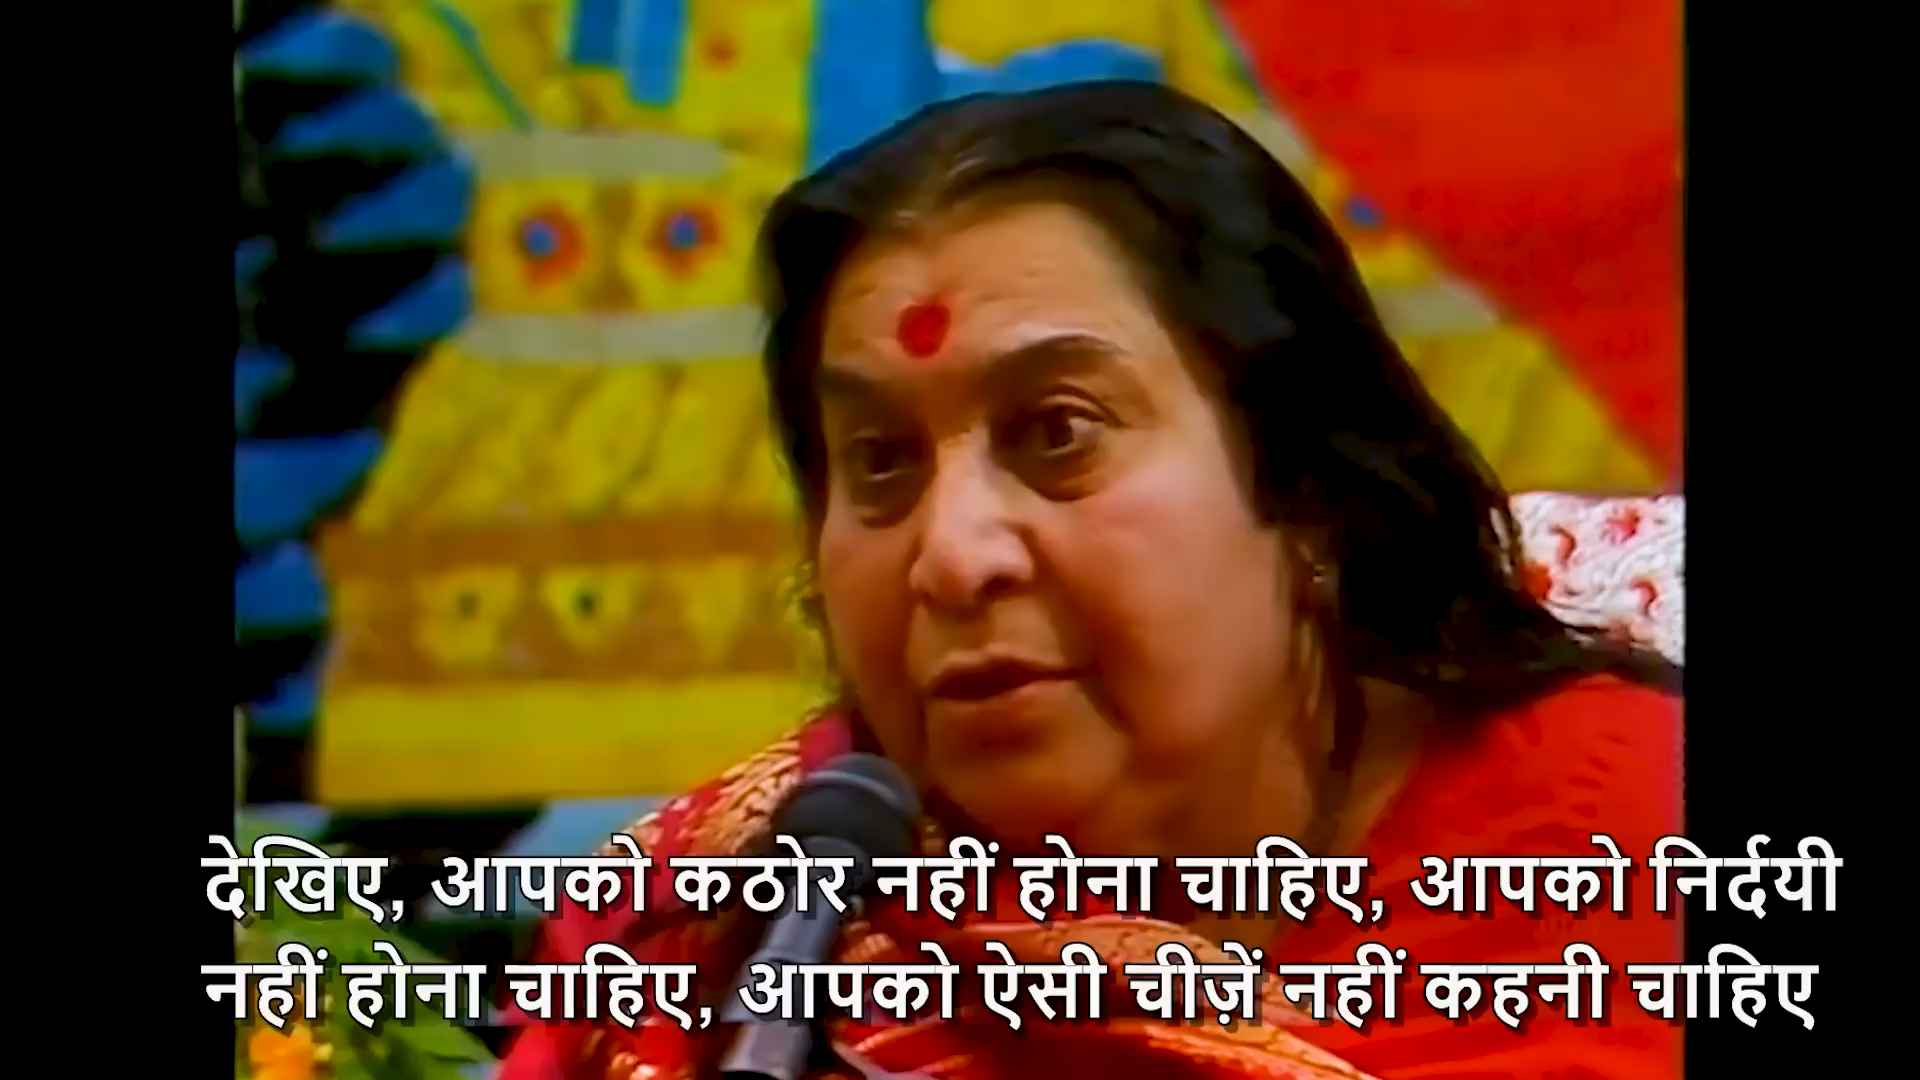 देखिए, आपको कठोर नहीं होना चाहिए, आपको निर्दयी
नहीं होना चाहिए, आपको ऐसी चीज़ें नहीं कहनी चाहिए